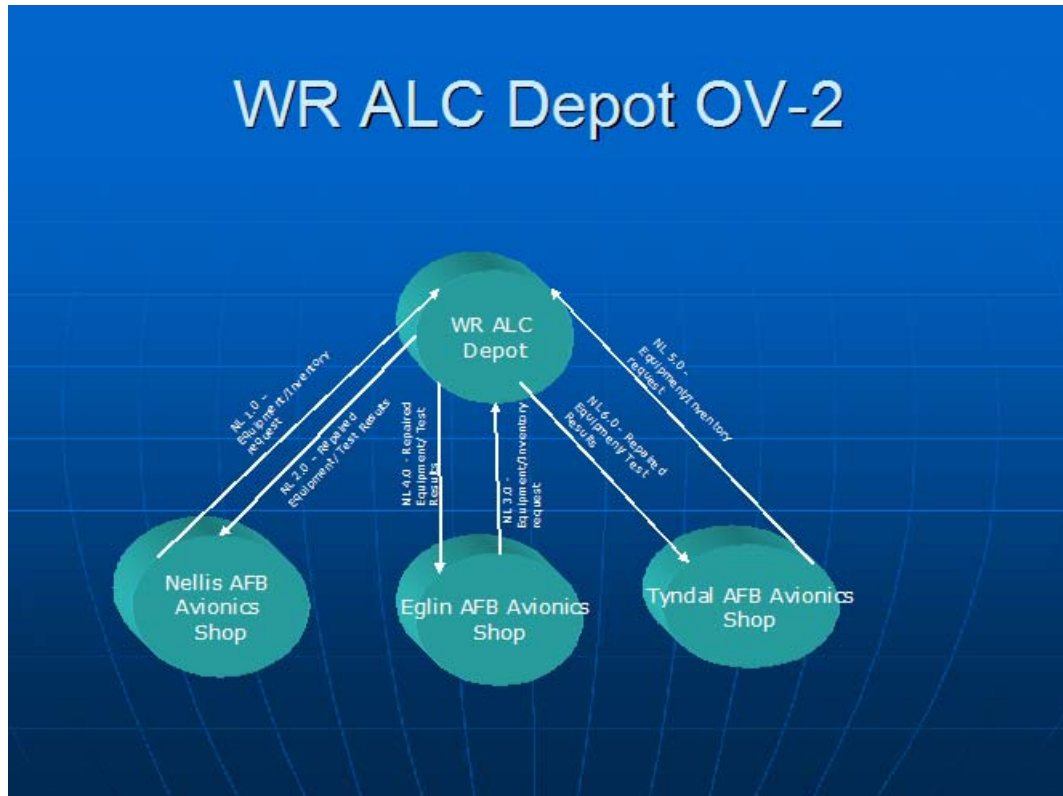 WR ALC Depot OV-2
WR ALC
Depot
NL 1.0 –
Equipment/Inventory
request
NL 2.0 – Repaired
Equipment/Test Results
NL 4.0 - Repaired
Equipment/ Test
Results
NL 3.0 -
Equipment/Inventory
request
NL 6.0 - Repaired
Equipment/Test
Results
NL 5.0 -
Equipment/Inventory
request
Nellis AFB
Avionics
Shop
Eglin AFB Avionics
Shop
Tyndal AFB Avionics
Shop